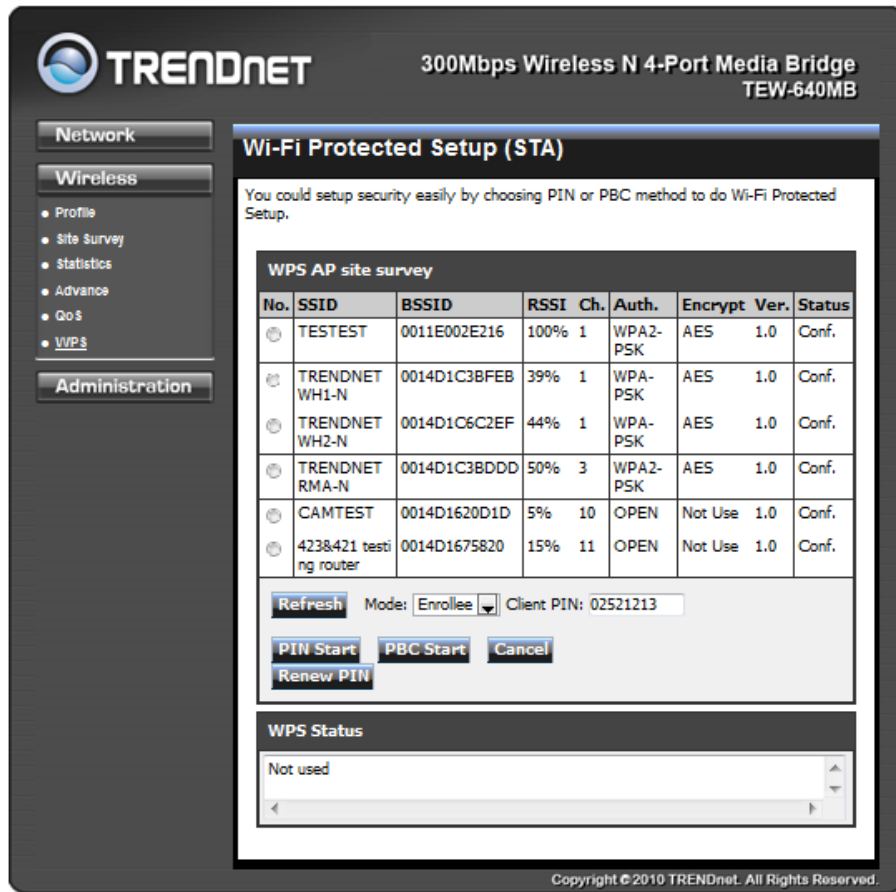 TRENDNET
300Mbps Wireless N 4-Port Media Bridge
TEW-640MB
Network
Wireless
Profile
Site Survey
Statistics
Advance
QoS
WPS
Administration
Wi-Fi Protected Setup (STA)
You could setup security easily by choosing PIN or PBC method to do Wi-Fi Protected
Setup.
WPS AP site survey
No. SSID BSSID RSSI Ch. Auth. Encrypt Ver. Status
TESTEST 0011E002E216 100% 1 WPA2- AES 1.0 Conf.
PSK
TRENDNET 0014D1C3BFEB 39% 1 WPA- AES 1.0 Conf.
WH1-N PSK
TRENDNET 0014D1C6C2EF 44% 1 WPA- AES 1.0 Conf.
WH2-N PSK
TRENDNET 0014D1C3BDDD 50% 3 WPA2- AES 1.0 Conf.
RMA-N PSK
CAMTEST 0014D1620D1D 5% 10 OPEN Not Use 1.0 Conf.
423&421 testi 0014D1675820 15% 11 OPEN Not Use 1.0 Conf.
ng router
Refresh Mode: Enrollee Client PIN: 02521213
PIN Start PBC Start Cancel
Renew PIN
WPS Status
Not used
Copyright © 2010 TRENDnet. All Rights Reserved.